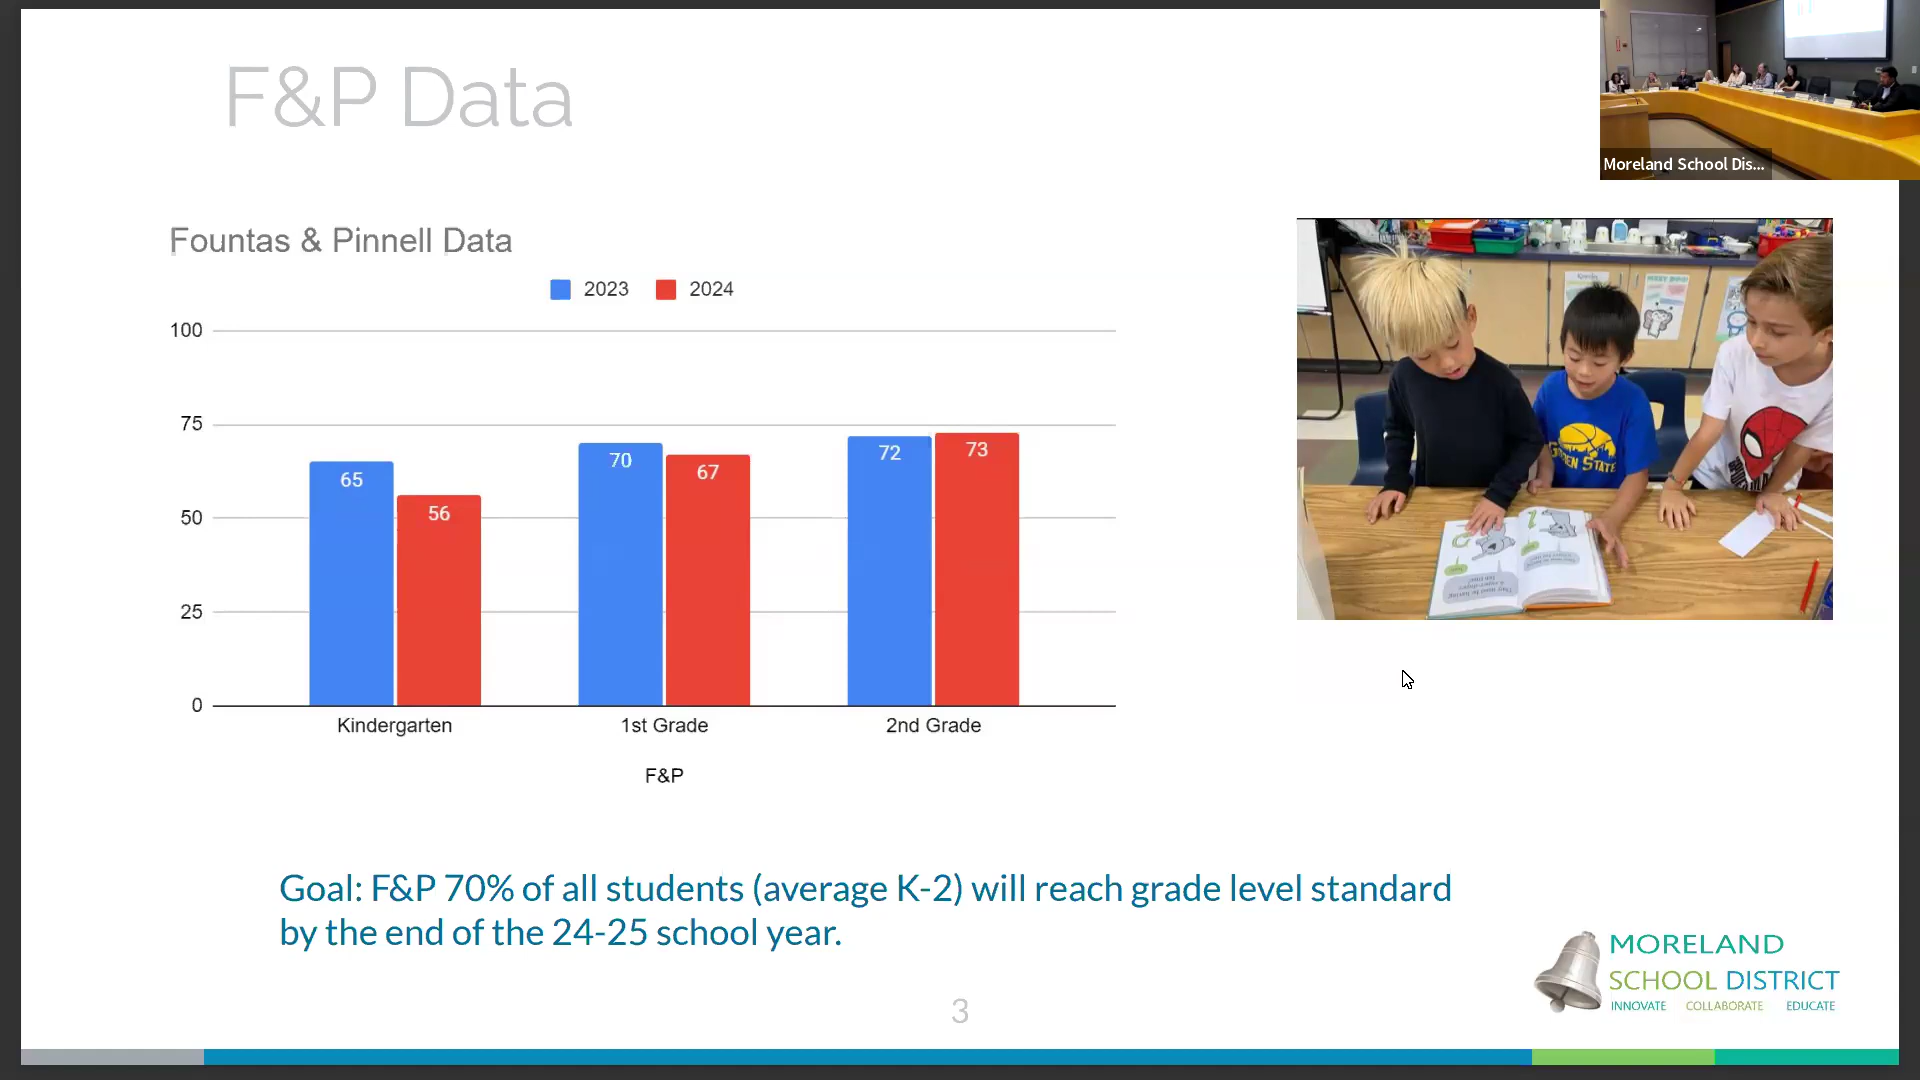 F&P Data
Moreland School Dis...
Fountas & Pinnell Data
2023 2024
100
75
50
25
0
65 56 70 67 72 73
Kindergarten 1st Grade 2nd Grade
F&P
GOLDEN STATE
Goal: F&P 70% of all students (average K-2) will reach grade level standard
by the end of the 24-25 school year.
MORELAND
SCHOOL DISTRICT
INNOVATE COLLABORATE EDUCATE
3